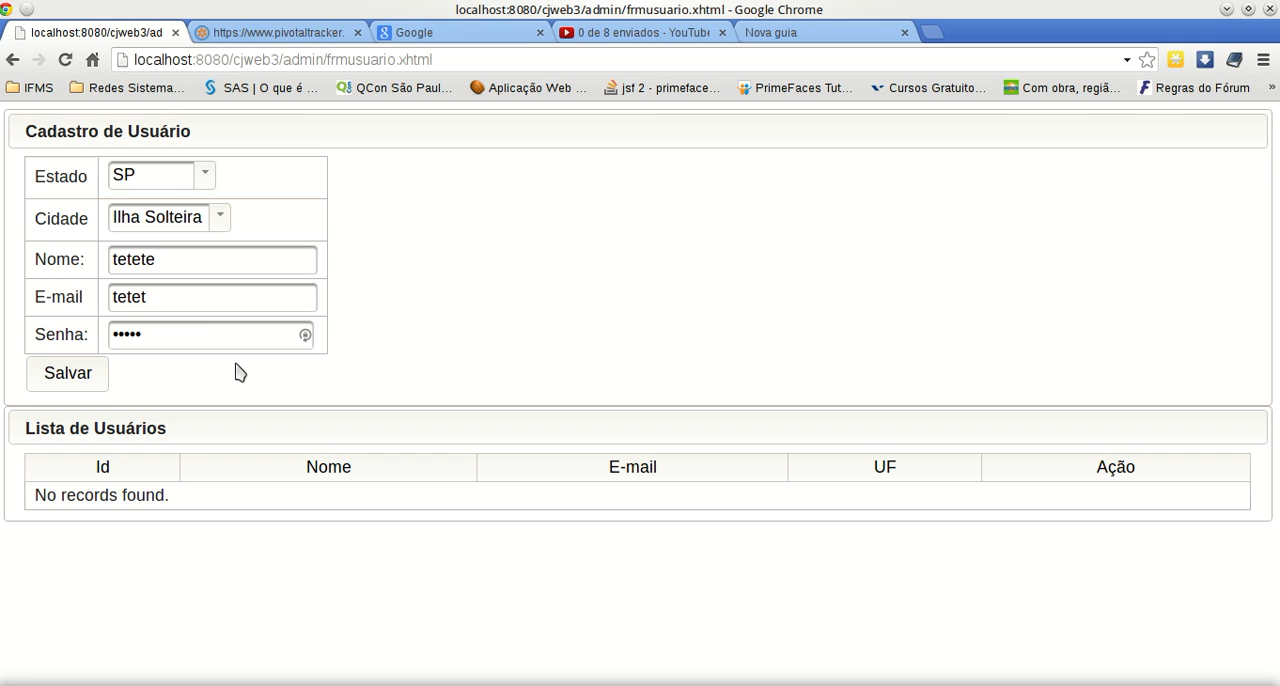 localhost:8080/cjweb3/admin/frmusuario.xhtml - Google Chrome
localhost:8080/cjweb3/ad
https://www.pivotaltracker.
Google
0 de 8 enviados - YouTube
Nova guia
localhost:8080/cjweb3/admin/frmusuario.xhtml
IFMS
Redes Sistema...
SAS | O que é
QCon São Pau...
Aplicação Web ...
jsf 2 - primeface...
PrimeFaces Tut...
Cursos Gratuito...
Com obra, regiã...
Regras do Fórum
»
Cadastro de Usuário
Estado SP
Cidade Ilha Solteira
Nome: tetete
E-mail tetet
Senha: •••••
Salvar
Lista de Usuários
Id Nome E-mail UF Ação
No records found.